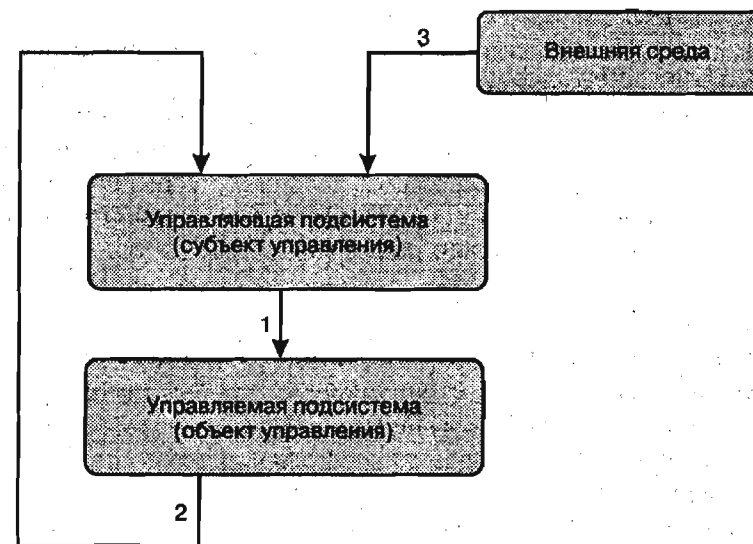 3
Внешняя среда
Управляющая подсистема
(субъект управления)
1
Управляемая подсистема
(объект управления)
2